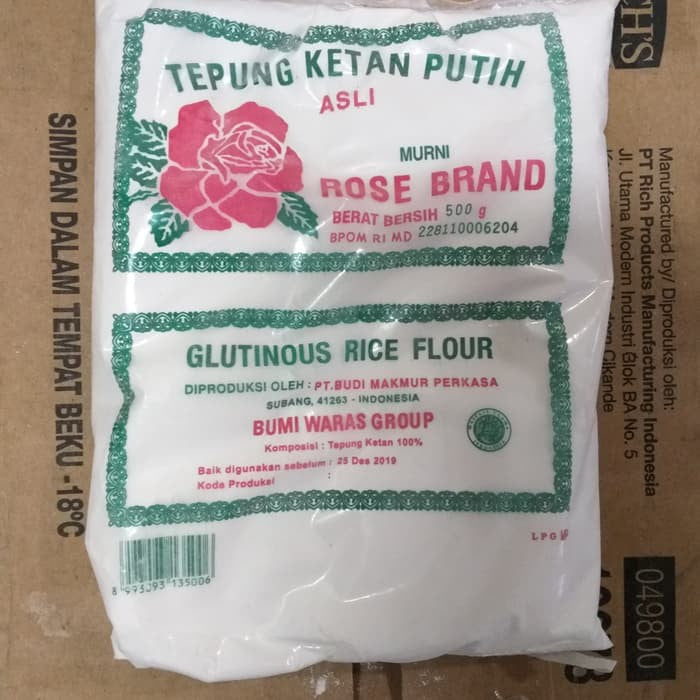 TEPUNG KETAN PUTIH
ASLI
MURNI
ROSE BRAND
BERAT BERSIH 500 g
BPOM RI MD 228110006204
GLUTINOUS RICE FLOUR
DIPRODUKSI OLEH : PT.BUDI MAKMUR PERKASA
SUBANG, 41263 - INDONESIA
BUMI WARAS GROUP
Komposisi : Tepung Ketan 100%
Baik digunakan sebelum : 25 Des 2019
Kode Produksi :
LPG
8 993093 135006
SIMPAN DALAM TEMPAT BEKU -18°C
CH'S
Manufactured by/ Diproduksi oleh:
PT Rich Products Manufacturing Indonesia
Jl. Utama Modern Industri Blok BA No. 5
Cikande
049800